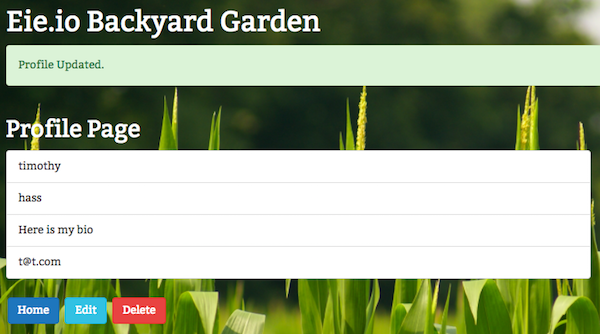 Eie.io Backyard Garden
Profile Updated.
Profile Page
timothy
hass
Here is my bio
t@t.com
Home Edit Delete